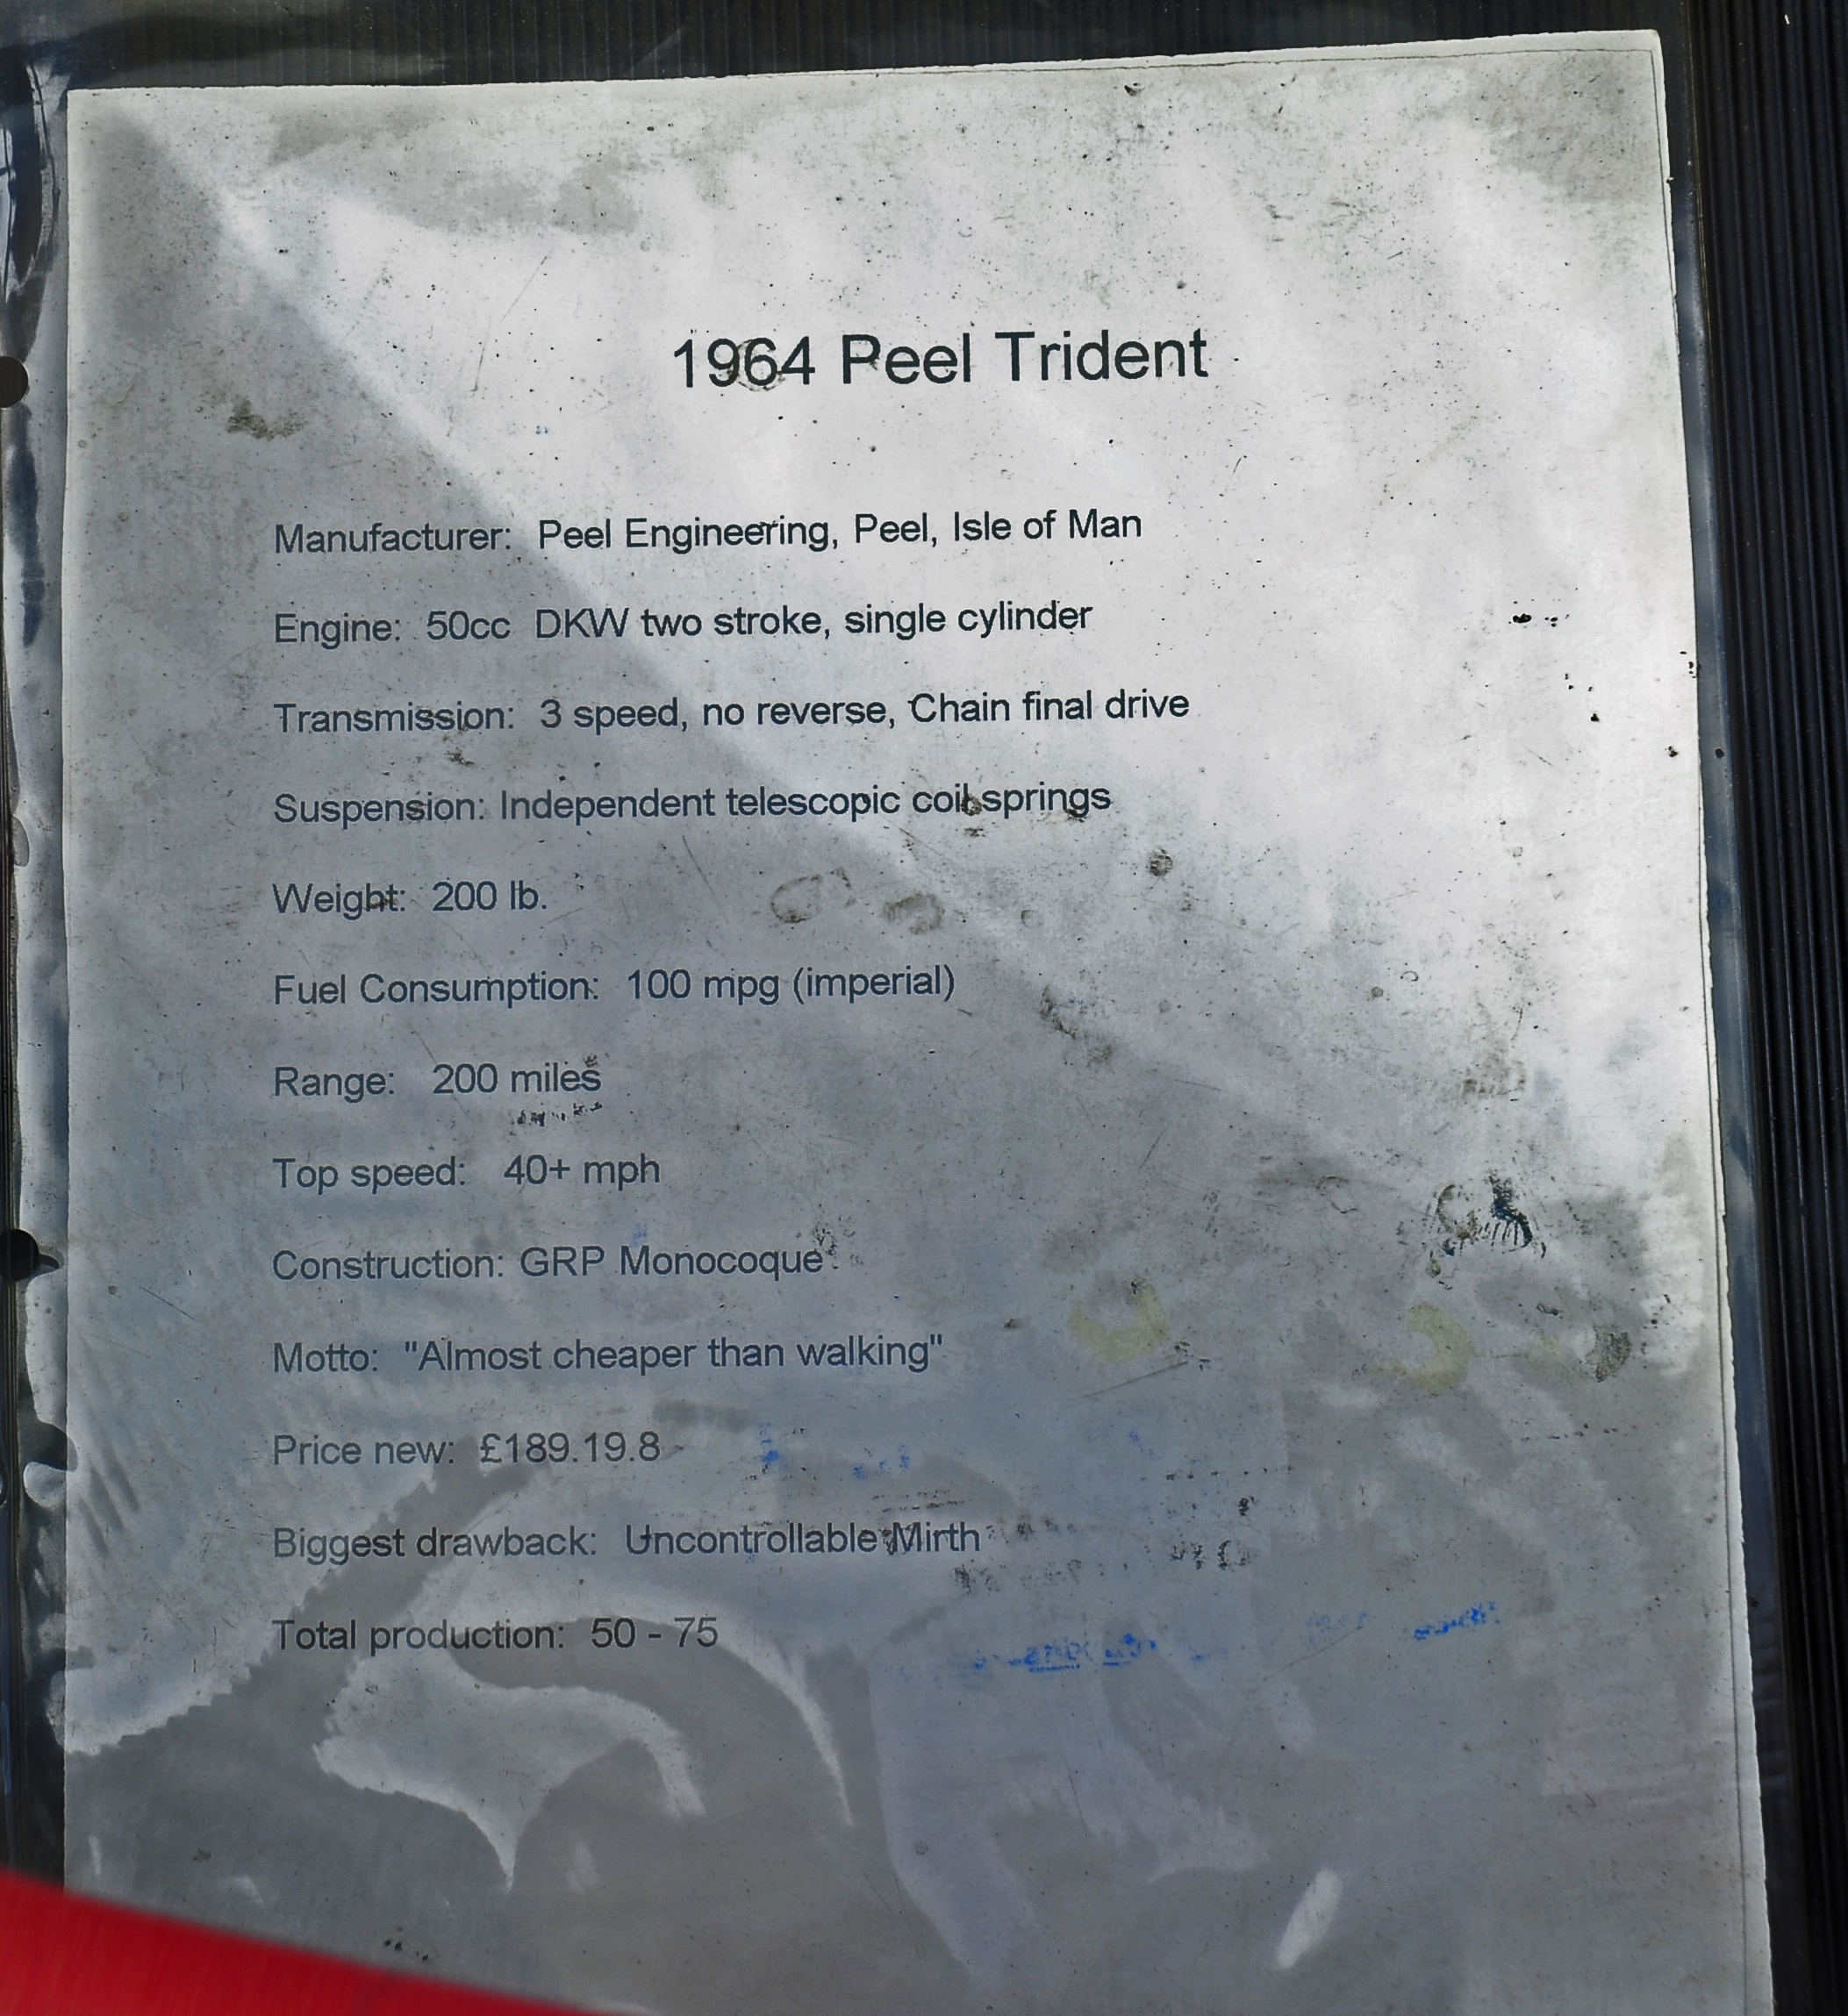 1964 Peel Trident
Manufacturer: Peel Engineering, Peel, Isle of Man
Engine: 50cc DKW two stroke, single cylinder
Transmission: 3 speed, no reverse, Chain final drive
Suspension: Independent telescopic coil springs
Weight: 200 lb.
Fuel Consumption: 100 mpg (imperial)
Range: 200 miles
Top speed: 40+ mph
Construction: GRP Monocoque
Motto: "Almost cheaper than walking"
Price new: £189.19.8
Biggest drawback: Uncontrollable Mirth
Total production: 50 - 75